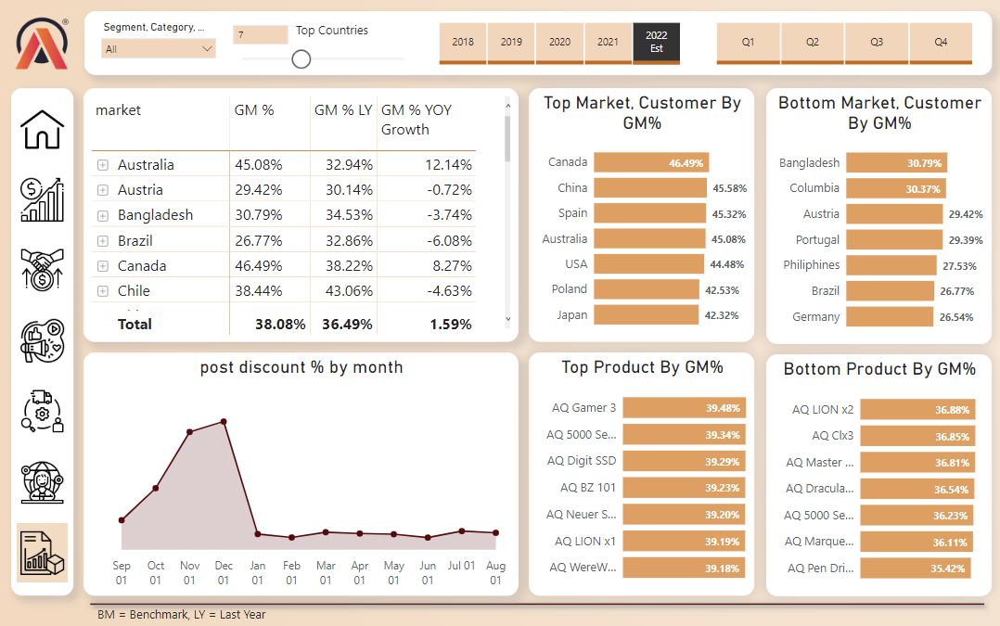 ®
Segment, Category, ...
All
7
Top Countries
2018
2019
2020
2021
2022
Est
Q1
Q2
Q3
Q4
market GM % GM % LY GM % YOY
Growth
Australia 45.08% 32.94% 12.14%
Austria 29.42% 30.14% -0.72%
Bangladesh 30.79% 34.53% -3.74%
Brazil 26.77% 32.86% -6.08%
Canada 46.49% 38.22% 8.27%
Chile 38.44% 43.06% -4.63%
Total 38.08% 36.49% 1.59%
Top Market, Customer By
GM%
Canada 46.49%
China 45.58%
Spain 45.32%
Australia 45.08%
USA 44.48%
Poland 42.53%
Japan 42.32%
Bottom Market, Customer
By GM%
Bangladesh 30.79%
Columbia 30.37%
Austria 29.42%
Portugal 29.39%
Philiphines 27.53%
Brazil 26.77%
Germany 26.54%
post discount % by month
Sep Oct Nov Dec Jan Feb Mar Apr May Jun Jul 01 Aug
01 01 01 01 01 01 01 01 01 01 01
Top Product By GM%
AQ Gamer 3 39.48%
AQ 5000 Se... 39.34%
AQ Digit SSD 39.29%
AQ BZ 101 39.23%
AQ Neuer S... 39.20%
AQ LION x1 39.19%
AQ WereW... 39.18%
Bottom Product By GM%
AQ LION x2 36.88%
AQ Clx3 36.85%
AQ Master ... 36.81%
AQ Dracula... 36.54%
AQ 5000 Se... 36.23%
AQ Marque... 36.11%
AQ Pen Dri... 35.42%
BM = Benchmark, LY = Last Year